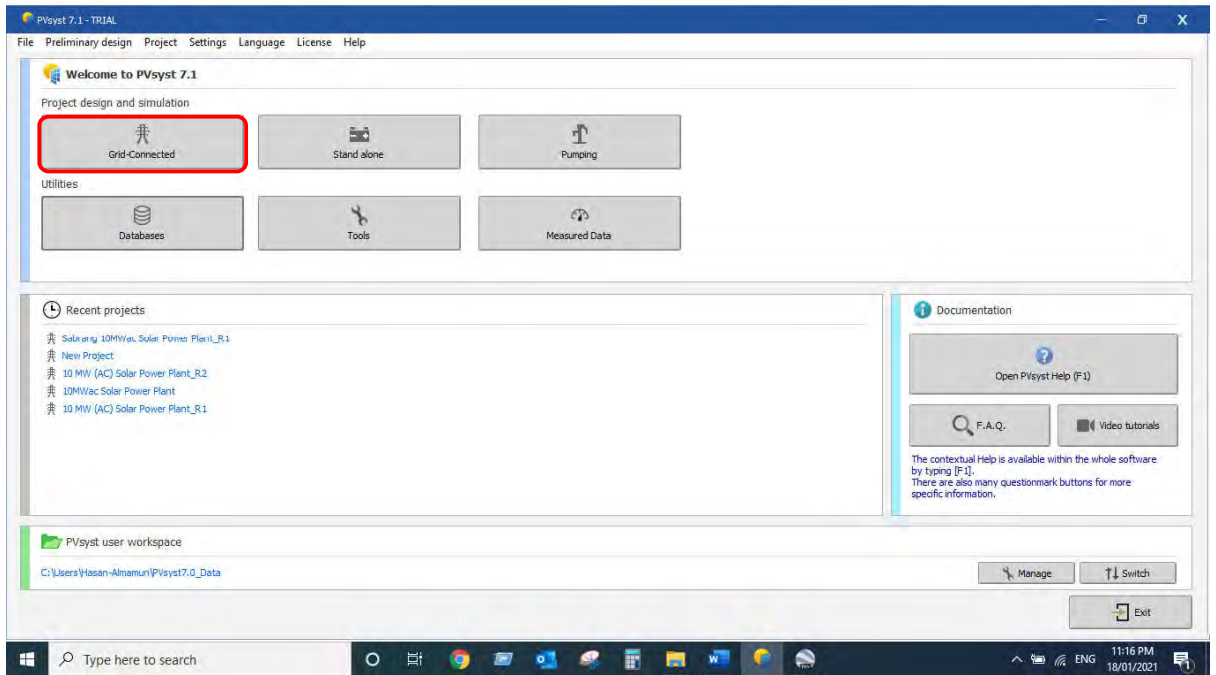 PVsyst 7.1 - TRIAL
File Preliminary design Project Settings Language License Help
Welcome to PVsyst 7.1
Project design and simulation
Grid-Connected
Stand alone
Pumping
Utilities
Databases
Tools
Measured Data
Recent projects
Sabrang 10MWac Solar Power Plant_R1
New Project
10 MW (AC) Solar Power Plant_R2
10MWac Solar Power Plant
10 MW (AC) Solar Power Plant_R1
Documentation
Open PVsyst Help (F1)
F.A.Q.
Video tutorials
The contextual Help is available within the whole software
by typing [F1].
There are also many questionmark buttons for more
specific information.
PVsyst user workspace
C:\Users\Hasan-Almamun\PVsyst7.0_Data
Manage
Switch
Exit
Type here to search
ENG
11:16 PM
18/01/2021